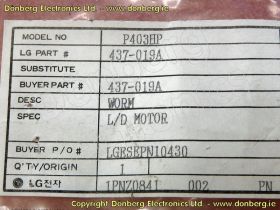 Donberg Electronics Ltd. - www.Donberg.ie
MODEL NO P403HP
LG PART # 437-019A
SUBSTITUTE
BUYER PART # 437-019A
DESC WORM
SPEC L/D MOTOR
BUYER P/O # LGESEPN10430
Q'TY/ORIGIN 1
LG전자 1PNZ0841 002 PN
Copyright by Donberg Electronics Ltd. - www.Donberg.ie